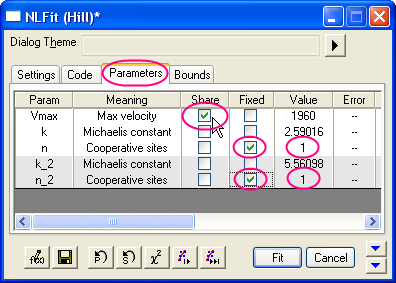 NLFit (Hill)*
Dialog Theme
Settings Code Parameters Bounds
Param Meaning Share Fixed Value Error
Vmax Max velocity 1960 --
k Michaelis constant 2.59016 --
n Cooperative sites 1 --
k_2 Michaelis constant 5.56098 --
n_2 Cooperative sites 1 --
f(x) P S χ² Fit Cancel